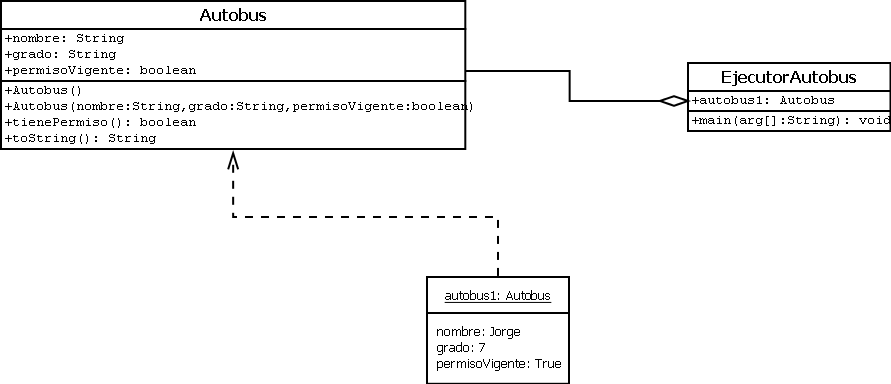 Autobus
+nombre: String
+grado: String
+permisoVigente: boolean
+Autobus()
+Autobus(nombre:String,grado:String,permisoVigente:boolean)
+tienePermiso(): boolean
+toString(): String
EjecutorAutobus
+autobus1: Autobus
+main(arg[]:String): void
autobus1: Autobus
nombre: Jorge
grado: 7
permisoVigente: True